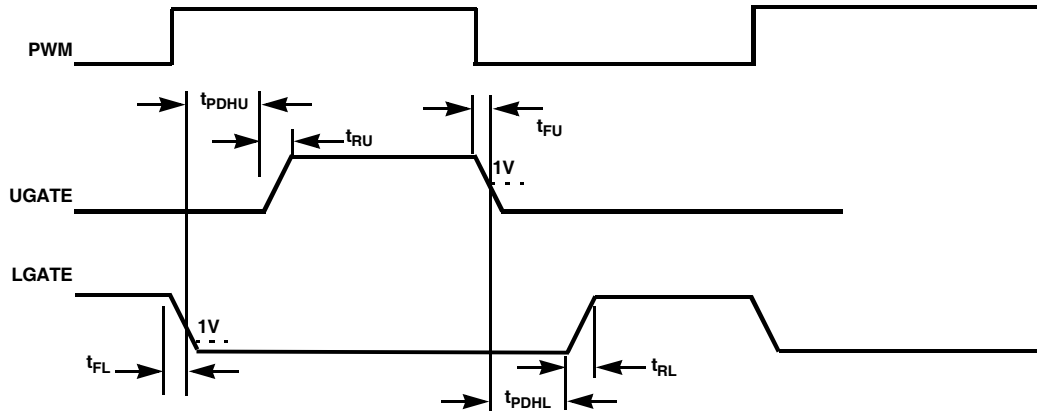 PWM
tPDHU
tRU
tFU
1V
UGATE
LGATE
1V
tFL
tRL
tPDHL